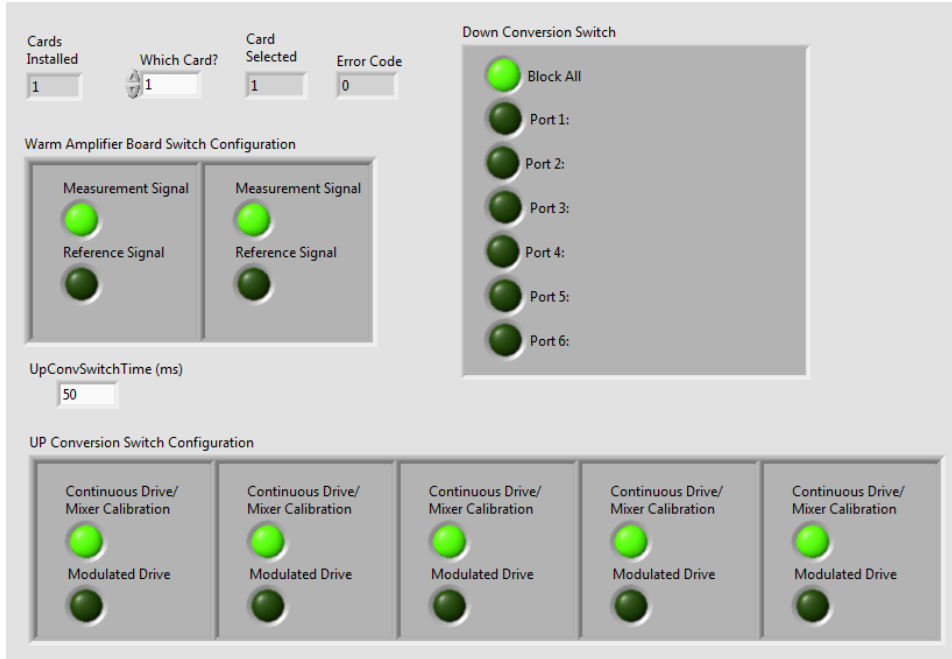 Cards
Installed
Which Card?
Card
Selected
Error Code
1
1
1
0
Down Conversion Switch
Block All
Port 1:
Port 2:
Port 3:
Port 4:
Port 5:
Port 6:
Warm Amplifier Board Switch Configuration
Measurement Signal
Reference Signal
Measurement Signal
Reference Signal
UpConvSwitchTime (ms)
50
UP Conversion Switch Configuration
Continuous Drive/
Mixer Calibration
Modulated Drive
Continuous Drive/
Mixer Calibration
Modulated Drive
Continuous Drive/
Mixer Calibration
Modulated Drive
Continuous Drive/
Mixer Calibration
Modulated Drive
Continuous Drive/
Mixer Calibration
Modulated Drive